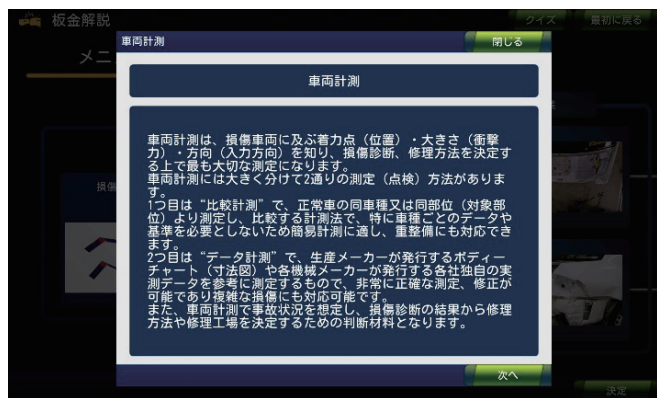 板金解説
クイズ
最初に戻る
メニ
車両計測
閉じる
車両計測
車両計測は、損傷車両に及ぶ着力点（位置）・大きさ（衝撃
力）・方向（入力方向）を知り、損傷診断、修理方法を決定す
る上で最も大切な測定になります。
車両計測には大きく分けて2通りの測定（点検）方法がありま
す。
1つ目は“比較計測”で、正常車の同車種又は同部位（対象部
位）より測定し、比較する計測法で、特に車種ごとのデータや
基準を必要としないため簡易計測に適し、重整備にも対応でき
ます。
2つ目は“データ計測”で、生産メーカーが発行するボディー
チャート（寸法図）や各機械メーカーが発行する各社独自の実
測データを参考に測定するもので、非常に正確な測定、修正が
可能であり複雑な損傷にも対応可能です。
また、車両計測で事故状況を想定し、損傷診断の結果から修理
方法や修理工場を決定するための判断材料となります。
損傷
次へ
決定